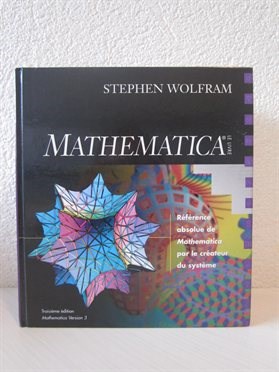 STEPHEN WOLFRAM
MATHEMATICA
LE LIVRE
Référence
absolue de
Mathematica
par le créateur
du système
Troisième édition
Mathematica Version 3